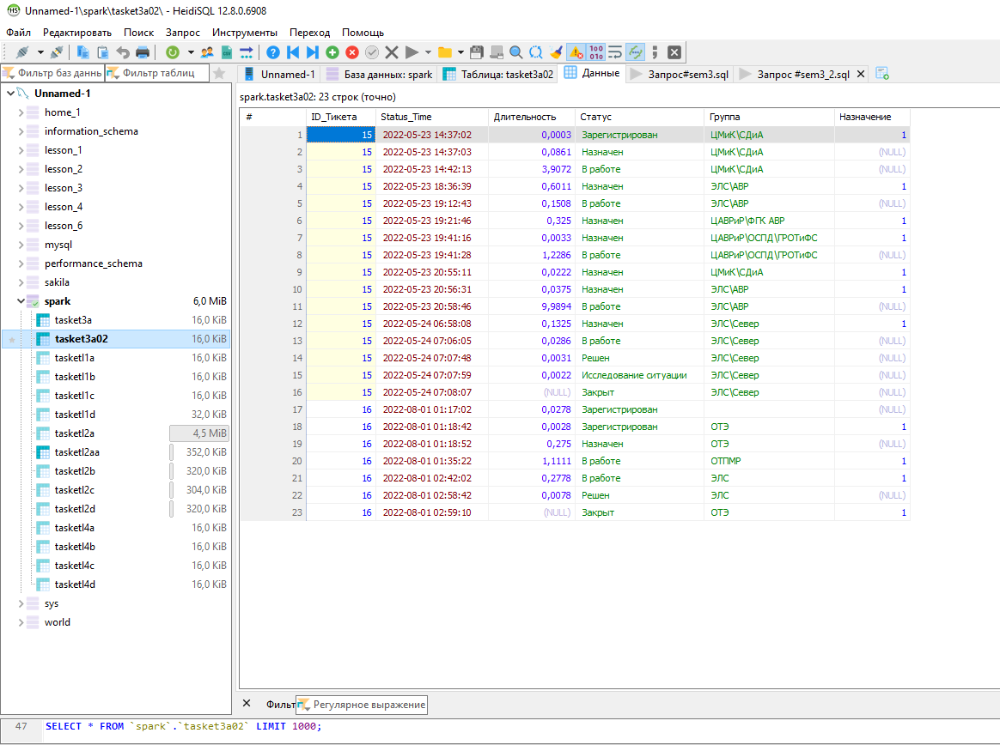 Unnamed-1\spark\tasket3a02\ - HeidiSQL 12.8.0.6908
Файл Редактировать Поиск Запрос Инструменты Переход Помощь
Фильтр баз данны Фильтр таблиц
Unnamed-1 База данных: spark Таблица: tasket3a02 Данные Запрос#sem3.sql Запрос #sem3_2.sql
Unnamed-1
home_1
information_schema
lesson_1
lesson_2
lesson_3
lesson_4
lesson_6
mysql
performance_schema
sakila
spark 6,0 MiB
tasket3a 16,0 KiB
tasket3a02 16,0 KiB
tasketl1a 16,0 KiB
tasketl1b 16,0 KiB
tasketl1c 16,0 KiB
tasketl1d 32,0 KiB
tasketl2a 4,5 MiB
tasketl2aa 352,0 KiB
tasketl2b 320,0 KiB
tasketl2c 304,0 KiB
tasketl2d 320,0 KiB
tasketl4a 16,0 KiB
tasketl4b 16,0 KiB
tasketl4c 16,0 KiB
tasketl4d 16,0 KiB
sys
world
spark.tasket3a02: 23 строк (точно)
# ID_Тикета Status_Time Длительность Статус Группа Назначение
1 15 2022-05-23 14:37:02 0,0003 Зарегистрирован ЦМиК\СДиА 1
2 15 2022-05-23 14:37:03 0,0861 Назначен ЦМиК\СДиА (NULL)
3 15 2022-05-23 14:42:13 3,9072 В работе ЦМиК\СДиА (NULL)
4 15 2022-05-23 18:36:39 0,6011 Назначен ЭЛС\АВР 1
5 15 2022-05-23 19:12:43 0,1508 В работе ЭЛС\АВР (NULL)
6 15 2022-05-23 19:21:46 0,325 Назначен ЦАВРиР\ФГК АВР 1
7 15 2022-05-23 19:41:16 0,0033 Назначен ЦАВРиР\ОСПД\ГРОТиФС 1
8 15 2022-05-23 19:41:28 1,2286 В работе ЦАВРиР\ОСПД\ГРОТиФС (NULL)
9 15 2022-05-23 20:55:11 0,0222 Назначен ЦМиК\СДиА 1
10 15 2022-05-23 20:56:31 0,0375 Назначен ЭЛС\АВР 1
11 15 2022-05-23 20:58:46 9,9894 В работе ЭЛС\АВР (NULL)
12 15 2022-05-24 06:58:08 0,1325 Назначен ЭЛС\Север 1
13 15 2022-05-24 07:06:05 0,0286 В работе ЭЛС\Север (NULL)
14 15 2022-05-24 07:07:48 0,0031 Решен ЭЛС\Север (NULL)
15 15 2022-05-24 07:07:59 0,0022 Исследование ситуации ЭЛС\Север (NULL)
16 15 2022-05-24 07:08:07 (NULL) Закрыт ЭЛС\Север (NULL)
17 16 2022-08-01 01:17:02 0,0278 Зарегистрирован (NULL)
18 16 2022-08-01 01:18:42 0,0028 Зарегистрирован ОТЭ 1
19 16 2022-08-01 01:18:52 0,275 Назначен ОТЭ (NULL)
20 16 2022-08-01 01:35:22 1,1111 В работе ОТПМР 1
21 16 2022-08-01 02:42:02 0,2778 В работе ЭЛС 1
22 16 2022-08-01 02:58:42 0,0078 Решен ЭЛС (NULL)
23 16 2022-08-01 02:59:10 (NULL) Закрыт ОТЭ 1
Фильт Регулярное выражение
47 SELECT * FROM `spark`.`tasket3a02` LIMIT 1000;